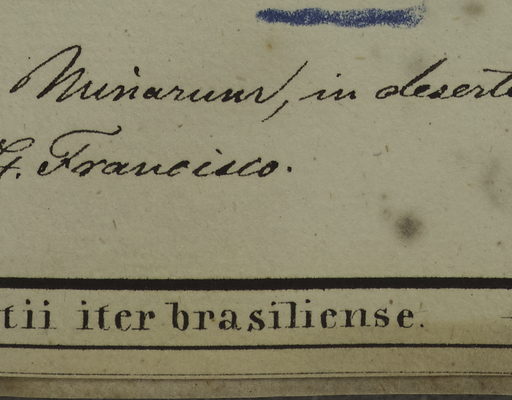 Minarum, in deserto
S. Francisco.
tii iter brasiliense.